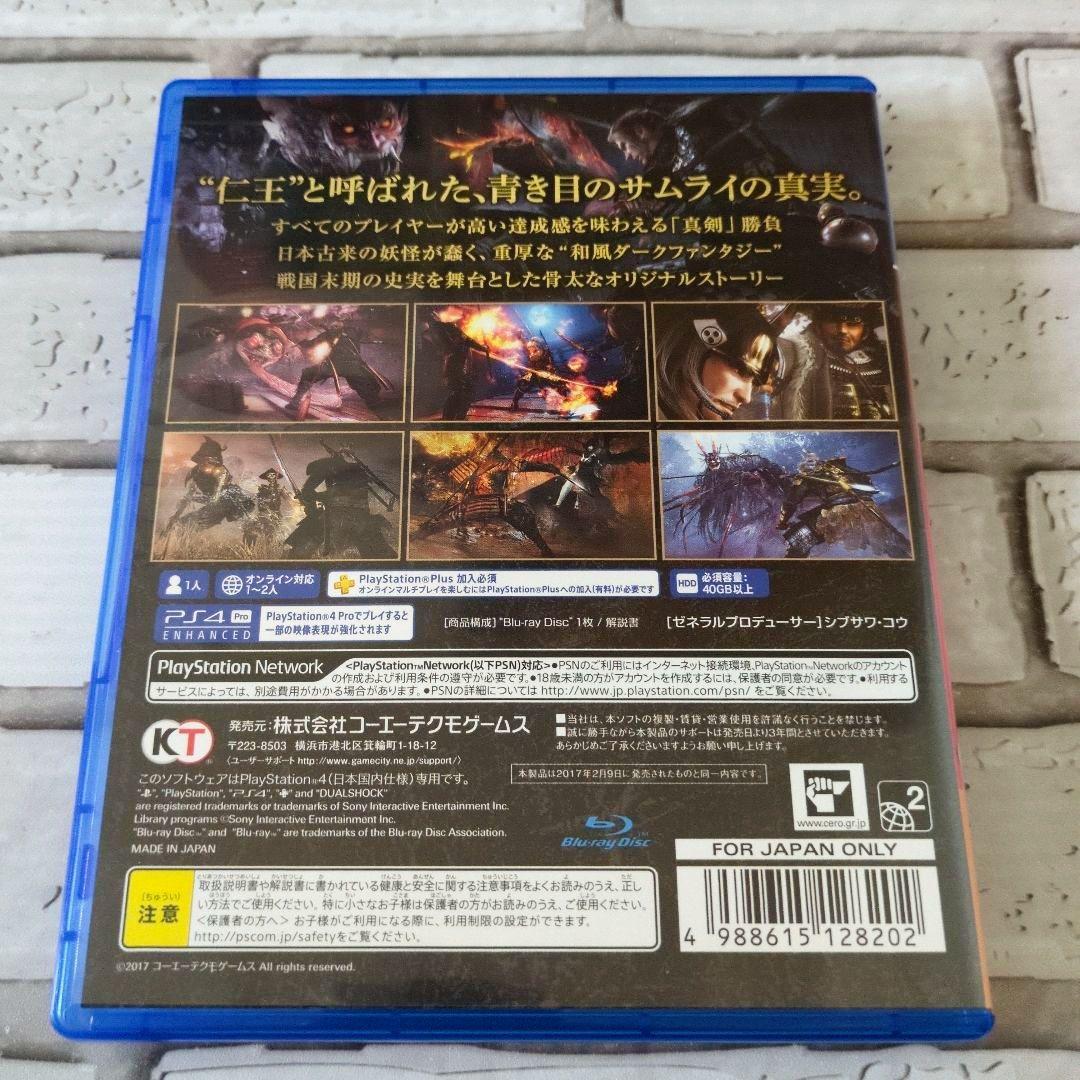 “仁王”と呼ばれた、青き目のサムライの真実。
すべてのプレイヤーが高い達成感を味わえる「真剣」勝負
日本古来の妖怪が蠢く、重厚な“和風ダークファンタジー”
戦国末期の史実を舞台とした骨太なオリジナルストーリー
1人
オンライン対応
1～2人
PlayStation®Plus 加入必須
オンラインマルチプレイを楽しむにはPlayStation®Plusへの加入(有料)が必要です
HDD
必須容量:
40GB以上
PS4 Pro
ENHANCED
PlayStation®4 Proでプレイすると
一部の映像表現が強化されます
[商品構成] "Blu-ray Disc" 1枚 / 解説書
[ゼネラルプロデューサー] シブサワ・コウ
PlayStation Network
<PlayStation™Network(以下PSN)対応>●PSNのご利用にはインターネット接続環境、PlayStation™Networkのアカウント
の作成および利用条件の遵守が必要です。●18歳未満の方がアカウントを作成するには、保護者の同意が必要です。●利用する
サービスによっては、別途費用がかかる場合があります。●PSNの詳細については http://www.jp.playstation.com/psn/ をご覧ください。
KT
発売元:株式会社コーエーテクモゲームス
〒223-8503 横浜市港北区箕輪町1-18-12
〈ユーザーサポート http://www.gamecity.ne.jp/support/〉
■当社は、本ソフトの複製・賃貸・営業使用を許諾なく行うことを禁じます。
■誠に勝手ながら本製品のサポートは発売日より3年間とさせていただきます。
あらかじめご了承くださいますようお願い申し上げます。
このソフトウェアはPlayStation®4(日本国内仕様)専用です。
"PlayStation", "PS4", and "DUALSHOCK"
are registered trademarks or trademarks of Sony Interactive Entertainment Inc.
Library programs ©Sony Interactive Entertainment Inc.
"Blu-ray Disc™" and "Blu-ray™" are trademarks of the Blu-ray Disc Association.
MADE IN JAPAN
本製品は2017年2月9日に発売されたものと同一内容です。
www.cero.gr.jp
2
Blu-ray Disc™
FOR JAPAN ONLY
4 988615 128202
(ちゅうい)
注意
とりあつかいせつめいしょ かいせつしょ か けんこう あんぜん かん ちゅういじこう よ ただ
取扱説明書や解説書に書かれている健康と安全に関する注意事項をよくお読みのうえ、正し
い方法でご使用ください。特に小さなお子様は保護者の方がお読みのうえ、ご使用ください。
<保護者の方へ> お子様がご利用になる際に、利用制限の設定ができます。
http://pscom.jp/safetyをご覧ください。
©2017 コーエーテクモゲームス All rights reserved.